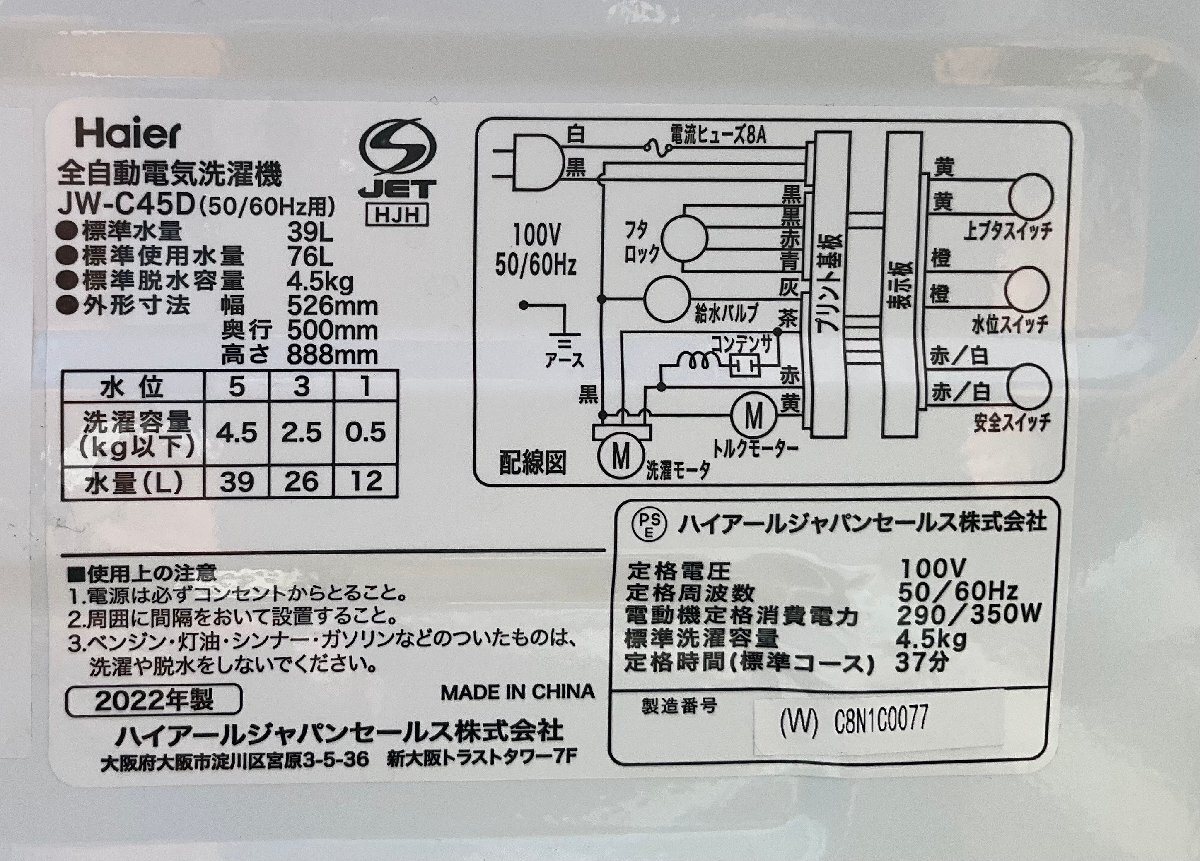 Haier
全自動電気洗濯機
JW-C45D(50/60Hz用)
JET
HJH
●標準水量 39L
●標準使用水量 76L
●標準脱水容量 4.5kg
●外形寸法 幅 526mm
奥行 500mm
高さ 888mm
水位 5 3 1
洗濯容量(kg以下) 4.5 2.5 0.5
水量(L) 39 26 12
白
電流ヒューズ8A
黒
100V
50/60Hz
アース
フタ
ロック
黒
黒
赤
青
灰
給水バルブ
茶
コンデンサ
赤
黒
黄
M
トルクモーター
M
洗濯モータ
配線図
プリント基板
表示板
黄
黄
上ブタスイッチ
橙
橙
水位スイッチ
赤/白
赤/白
安全スイッチ
■使用上の注意
1.電源は必ずコンセントからとること。
2.周囲に間隔をおいて設置すること。
3.ベンジン・灯油・シンナー・ガソリンなどのついたものは、
洗濯や脱水をしないでください。
2022年製
MADE IN CHINA
ハイアールジャパンセールス株式会社
大阪府大阪市淀川区宮原3-5-36 新大阪トラストタワー7F
PSE ハイアールジャパンセールス株式会社
定格電圧 100V
定格周波数 50/60Hz
電動機定格消費電力 290/350W
標準洗濯容量 4.5kg
定格時間(標準コース) 37分
製造番号
(W) C8N1C0077